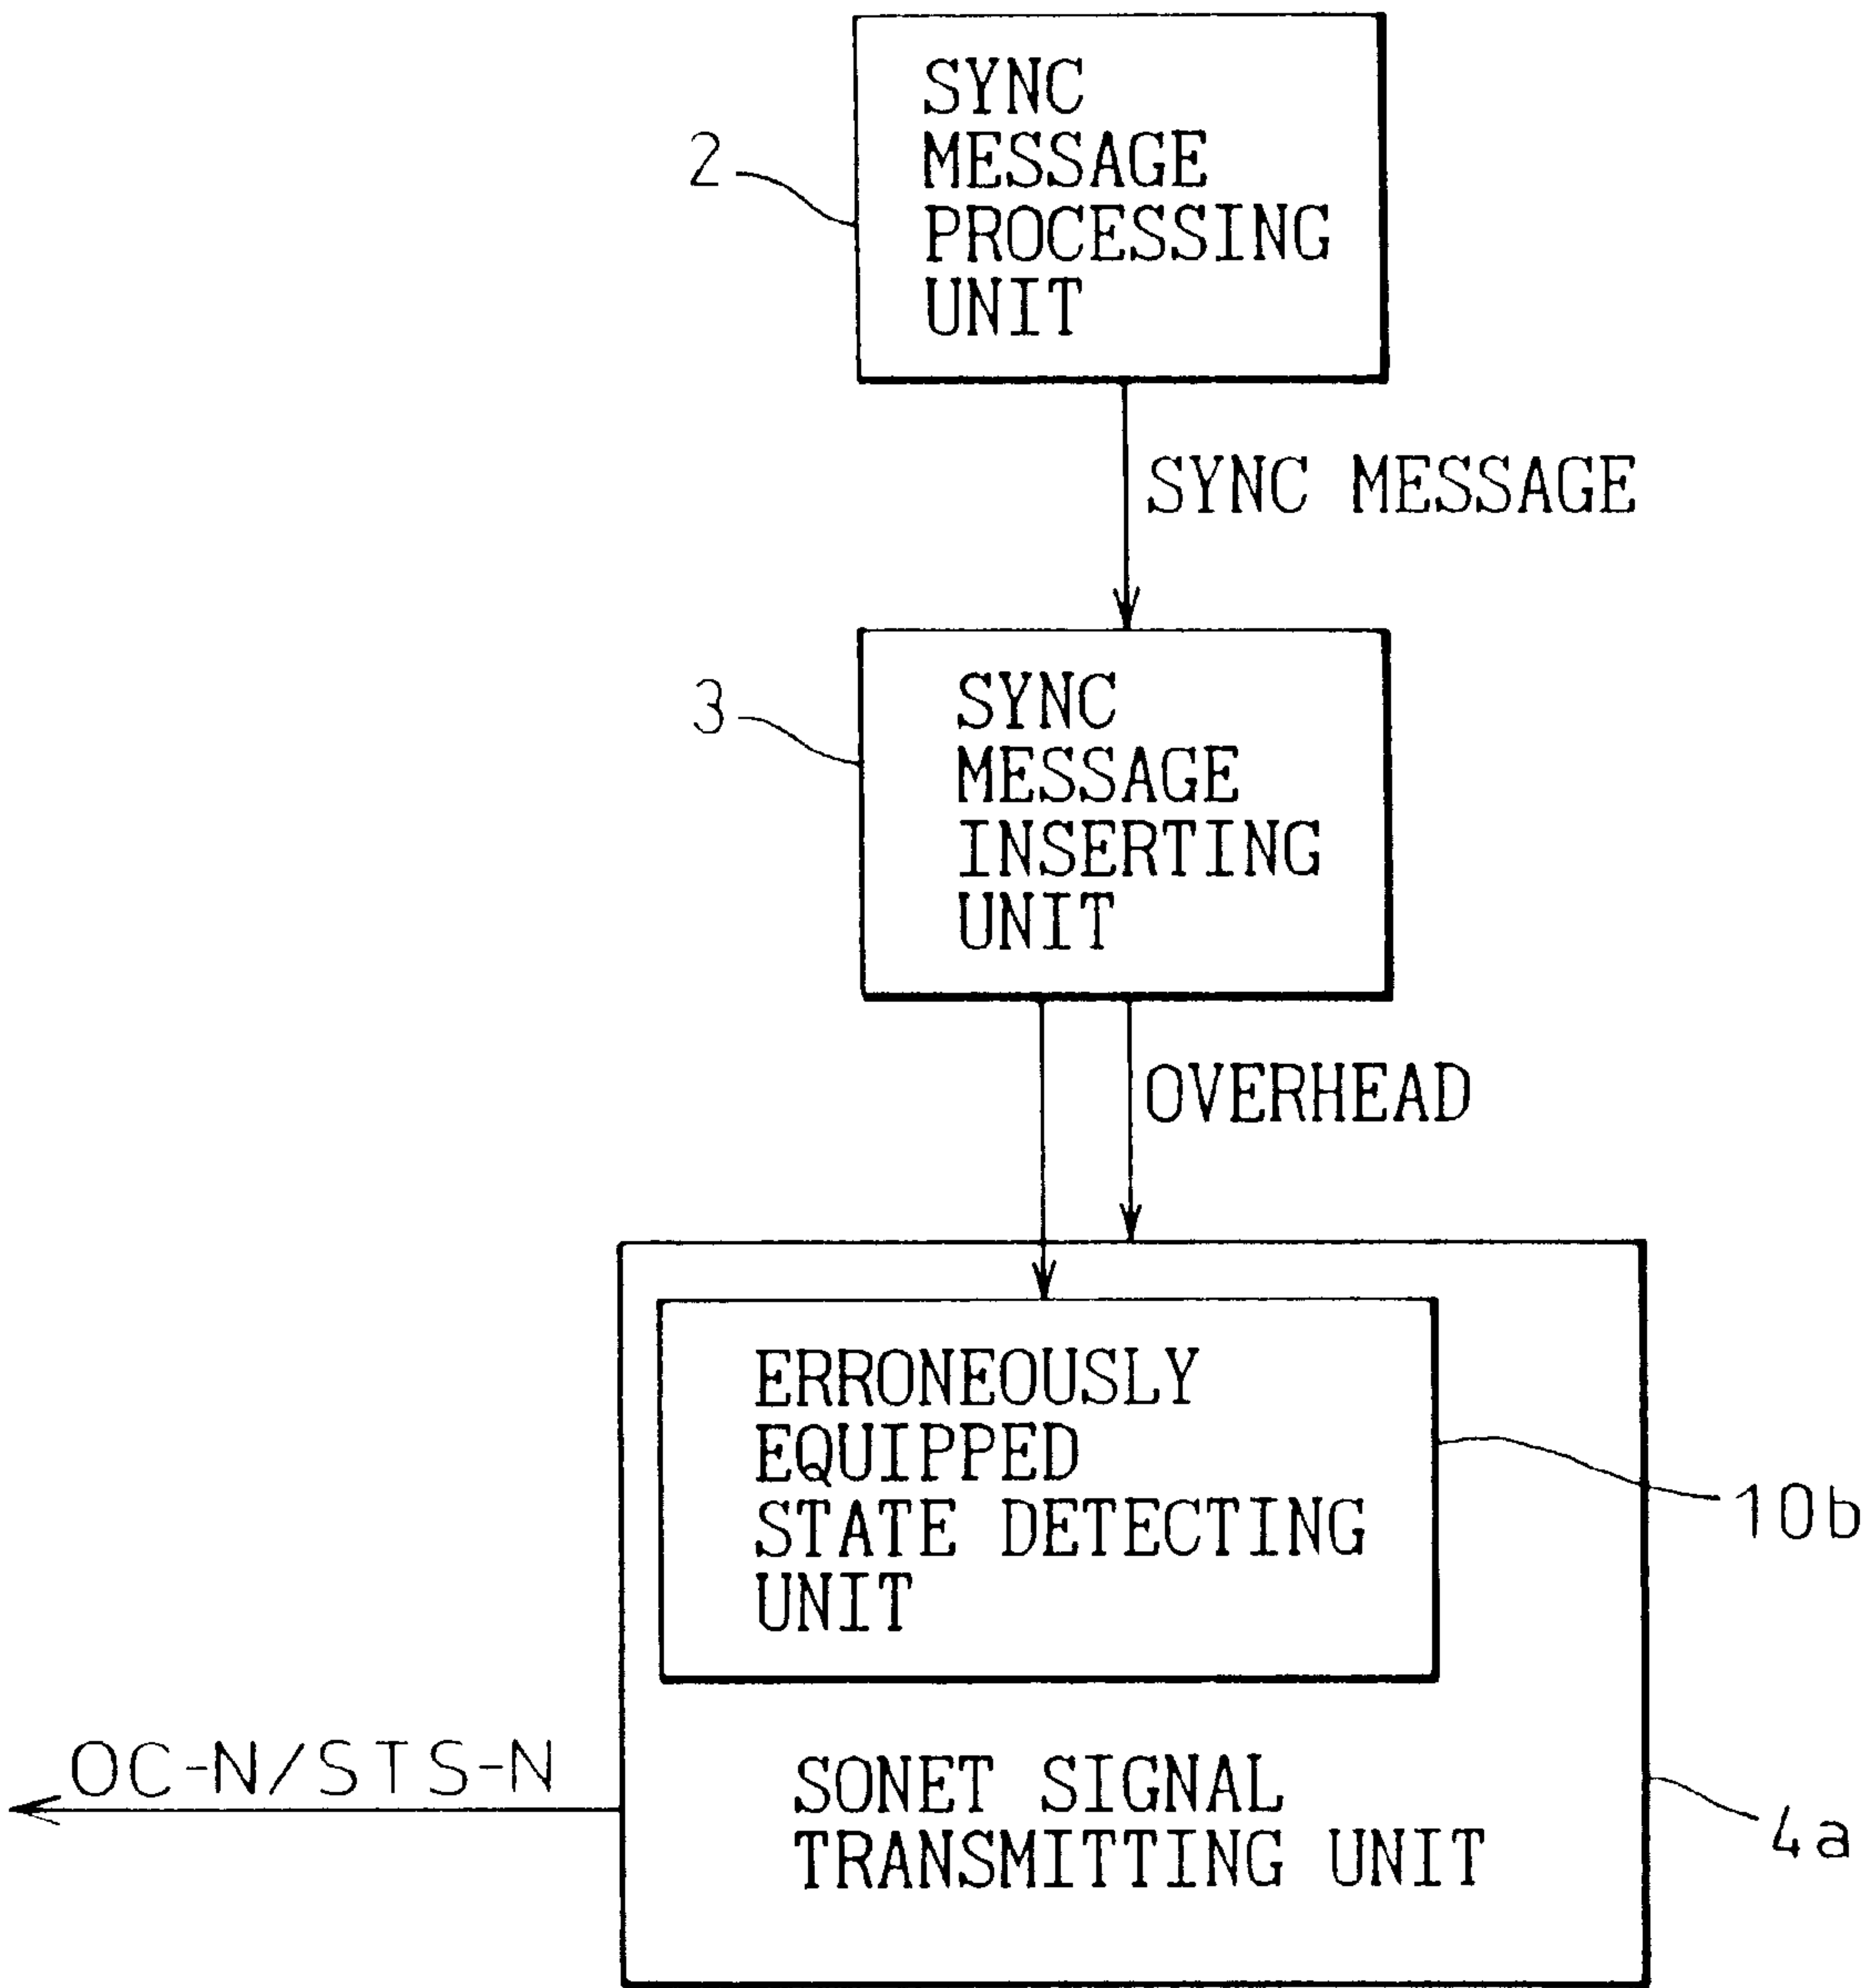 SYNC
MESSAGE
PROCESSING
UNIT
2
SYNC MESSAGE
SYNC
MESSAGE
INSERTING
UNIT
3
OVERHEAD
ERRONEOUSLY
EQUIPPED
STATE DETECTING
UNIT
10b
OC-N/STS-N
SONET SIGNAL
TRANSMITTING UNIT
4a